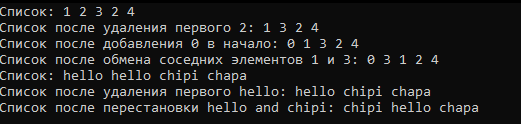 Список: 1 2 3 2 4
Список после удаления первого 2: 1 3 2 4
Список после добавления 0 в начало: 0 1 3 2 4
Список после обмена соседних элементов 1 и 3: 0 3 1 2 4
Список: hello hello chipi chapa
Список после удаления первого hello: hello chipi chapa
Список после перестановки hello and chipi: chipi hello chapa